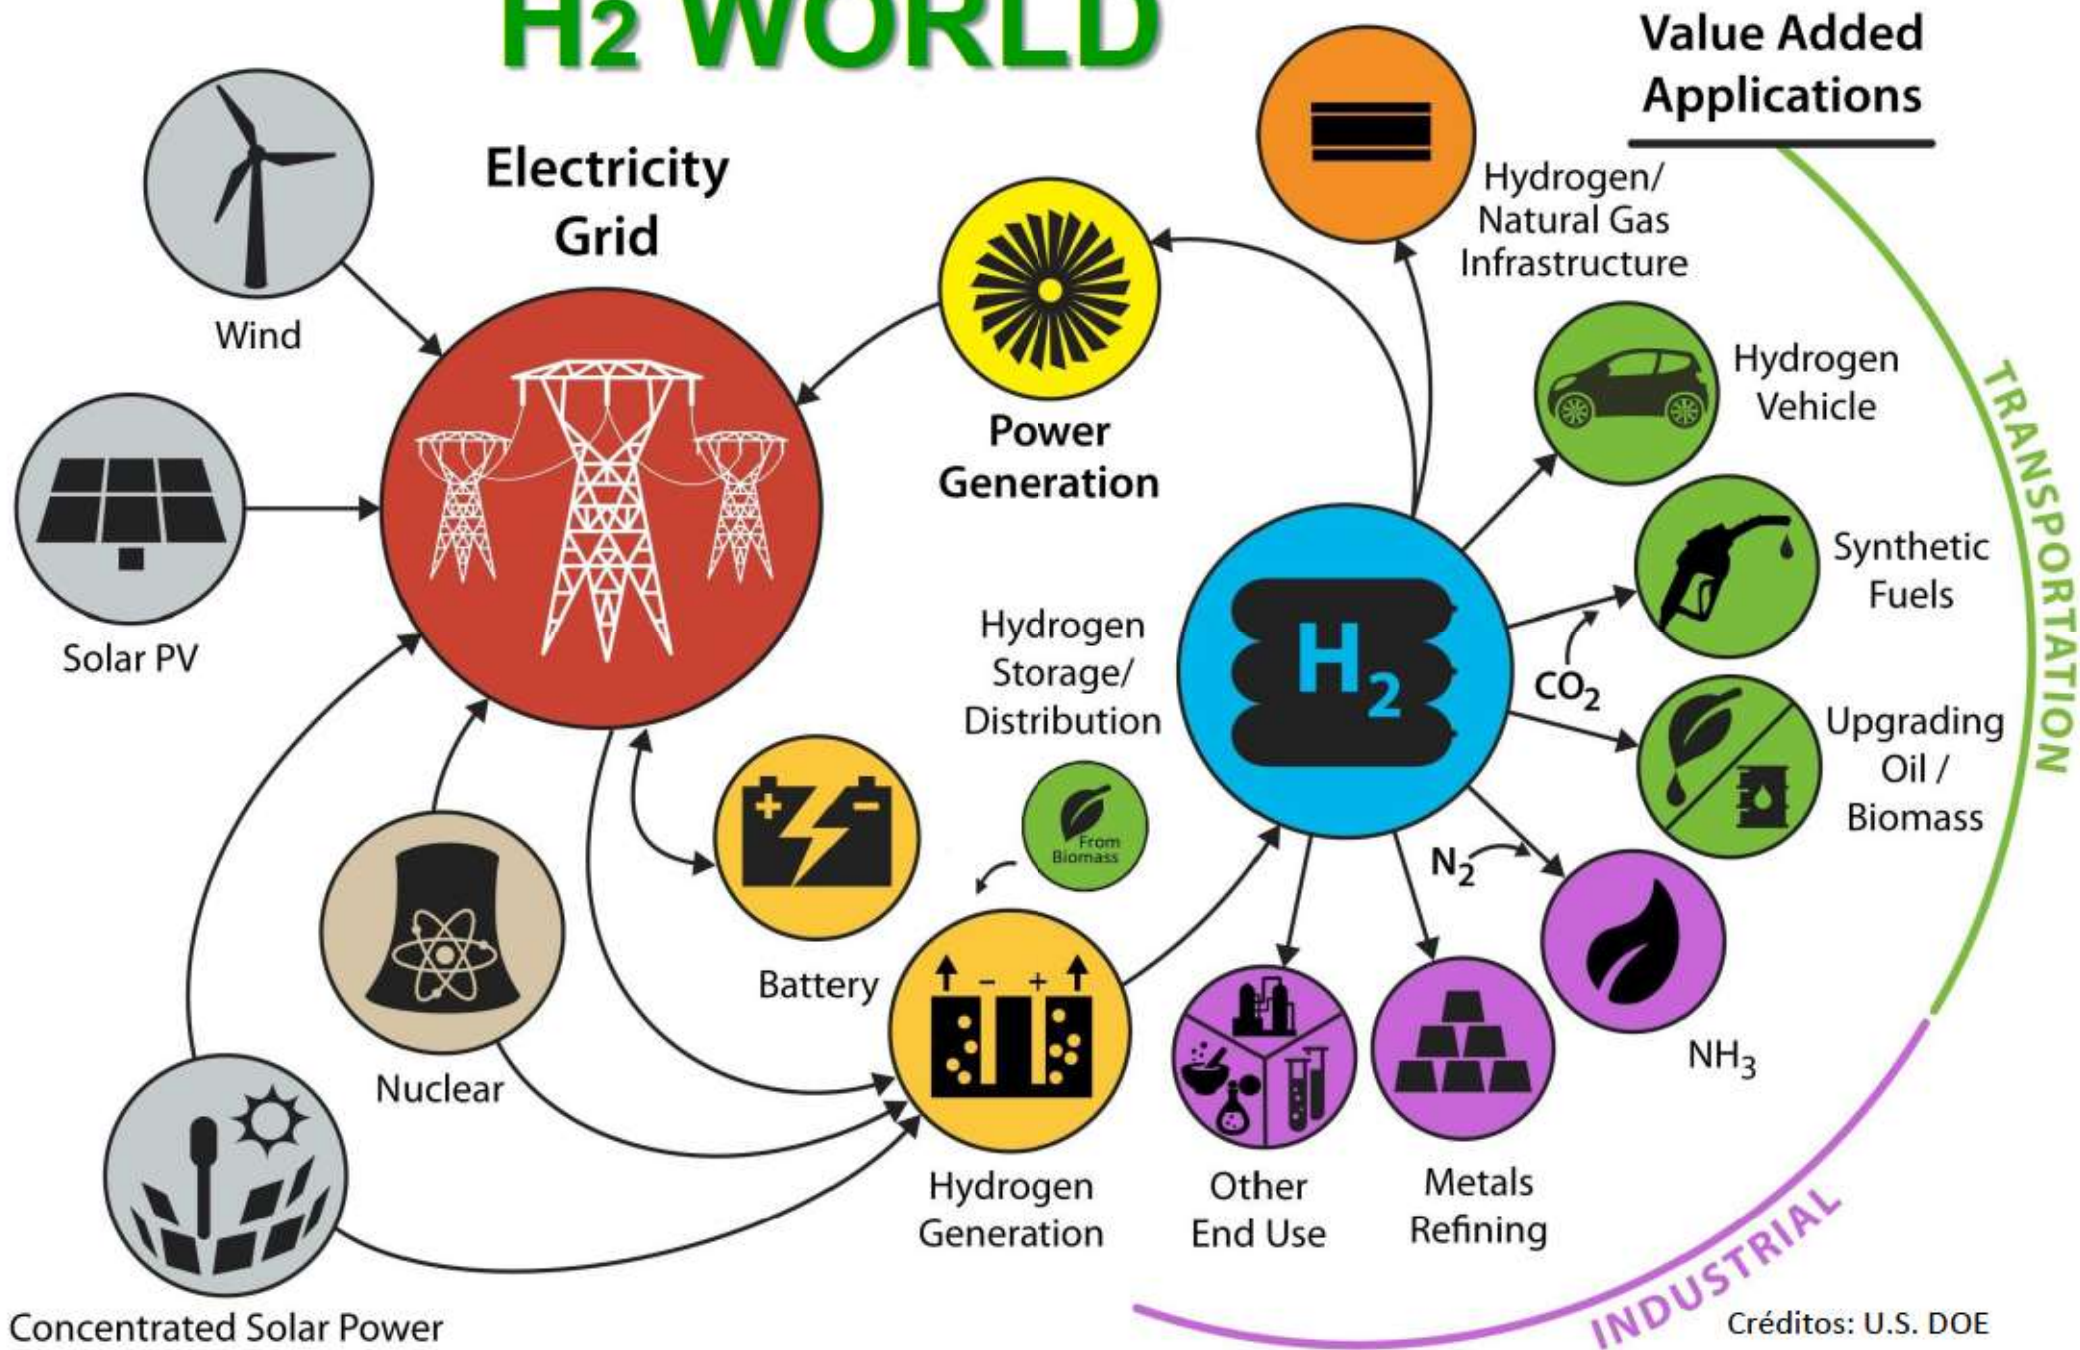 H2 WORLD
Value Added
Applications
Electricity
Grid
Wind
Solar PV
Power
Generation
Hydrogen/
Natural Gas
Infrastructure
Hydrogen
Vehicle
Synthetic
Fuels
CO2
Upgrading
Oil /
Biomass
TRANSPORTATION
Hydrogen
Storage/
Distribution
H2
From
Biomass
+ -
Battery
N2
NH3
Nuclear
- +
Hydrogen
Generation
Other
End Use
Metals
Refining
INDUSTRIAL
Concentrated Solar Power
Créditos: U.S. DOE